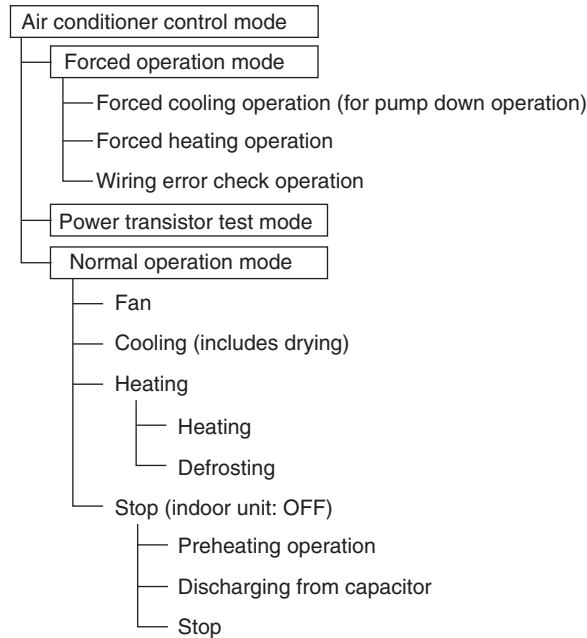 Air conditioner control mode
Forced operation mode
Forced cooling operation (for pump down operation)
Forced heating operation
Wiring error check operation
Power transistor test mode
Normal operation mode
Fan
Cooling (includes drying)
Heating
Heating
Defrosting
Stop (indoor unit: OFF)
Preheating operation
Discharging from capacitor
Stop